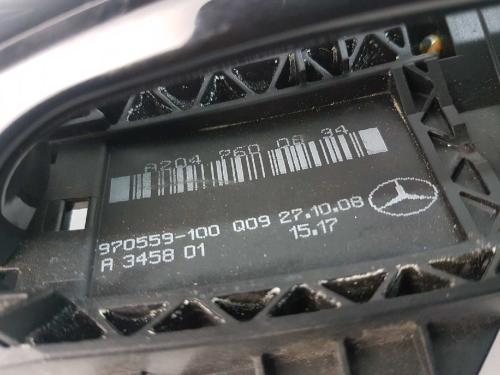 A204 760 08 34
970559-100 Q09 27.10.08
A 3458 01 15.17